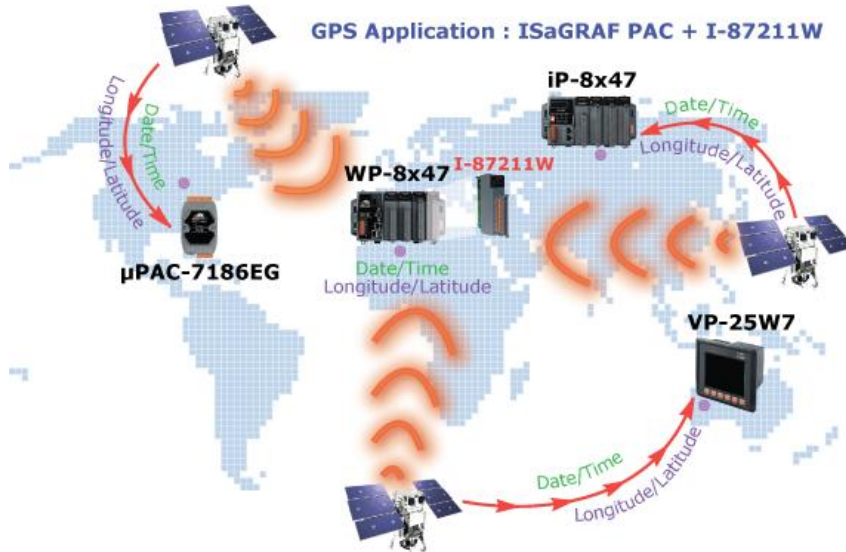 GPS Application : ISaGRAF PAC + I-87211W
iP-8x47
Date/Time
Longitude/Latitude
Date/Time
Longitude/Latitude
I-87211W
WP-8x47
Date/Time
Longitude/Latitude
µPAC-7186EG
VP-25W7
Date/Time
Longitude/Latitude